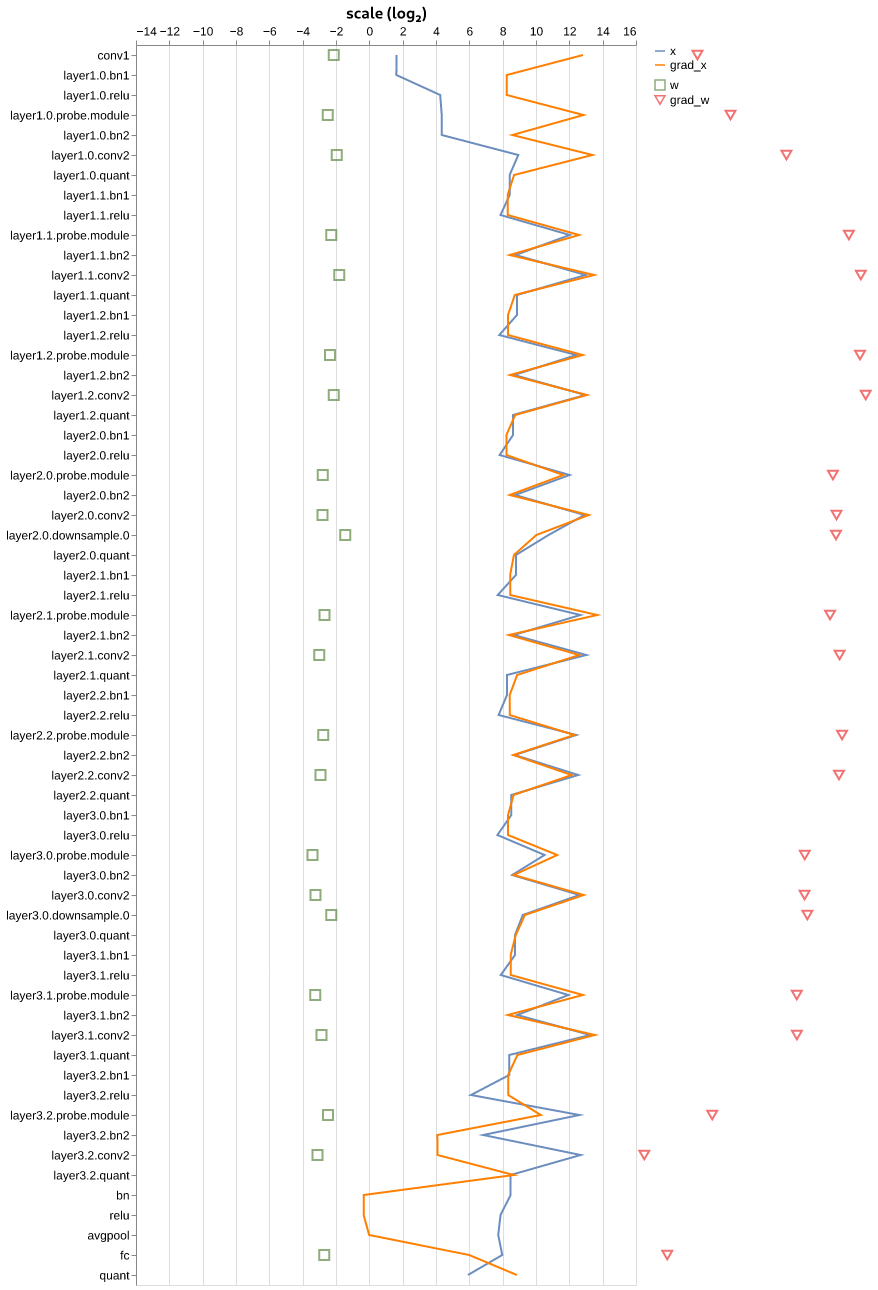 scale (log₂)
−14 −12 −10 −8 −6 −4 −2 0 2 4 6 8 10 12 14 16
conv1
layer1.0.bn1
layer1.0.relu
layer1.0.probe.module
layer1.0.bn2
layer1.0.conv2
layer1.0.quant
layer1.1.bn1
layer1.1.relu
layer1.1.probe.module
layer1.1.bn2
layer1.1.conv2
layer1.1.quant
layer1.2.bn1
layer1.2.relu
layer1.2.probe.module
layer1.2.bn2
layer1.2.conv2
layer1.2.quant
layer2.0.bn1
layer2.0.relu
layer2.0.probe.module
layer2.0.bn2
layer2.0.conv2
layer2.0.downsample.0
layer2.0.quant
layer2.1.bn1
layer2.1.relu
layer2.1.probe.module
layer2.1.bn2
layer2.1.conv2
layer2.1.quant
layer2.2.bn1
layer2.2.relu
layer2.2.probe.module
layer2.2.bn2
layer2.2.conv2
layer2.2.quant
layer3.0.bn1
layer3.0.relu
layer3.0.probe.module
layer3.0.bn2
layer3.0.conv2
layer3.0.downsample.0
layer3.0.quant
layer3.1.bn1
layer3.1.relu
layer3.1.probe.module
layer3.1.bn2
layer3.1.conv2
layer3.1.quant
layer3.2.bn1
layer3.2.relu
layer3.2.probe.module
layer3.2.bn2
layer3.2.conv2
layer3.2.quant
bn
relu
avgpool
fc
quant
x
grad_x
w
grad_w